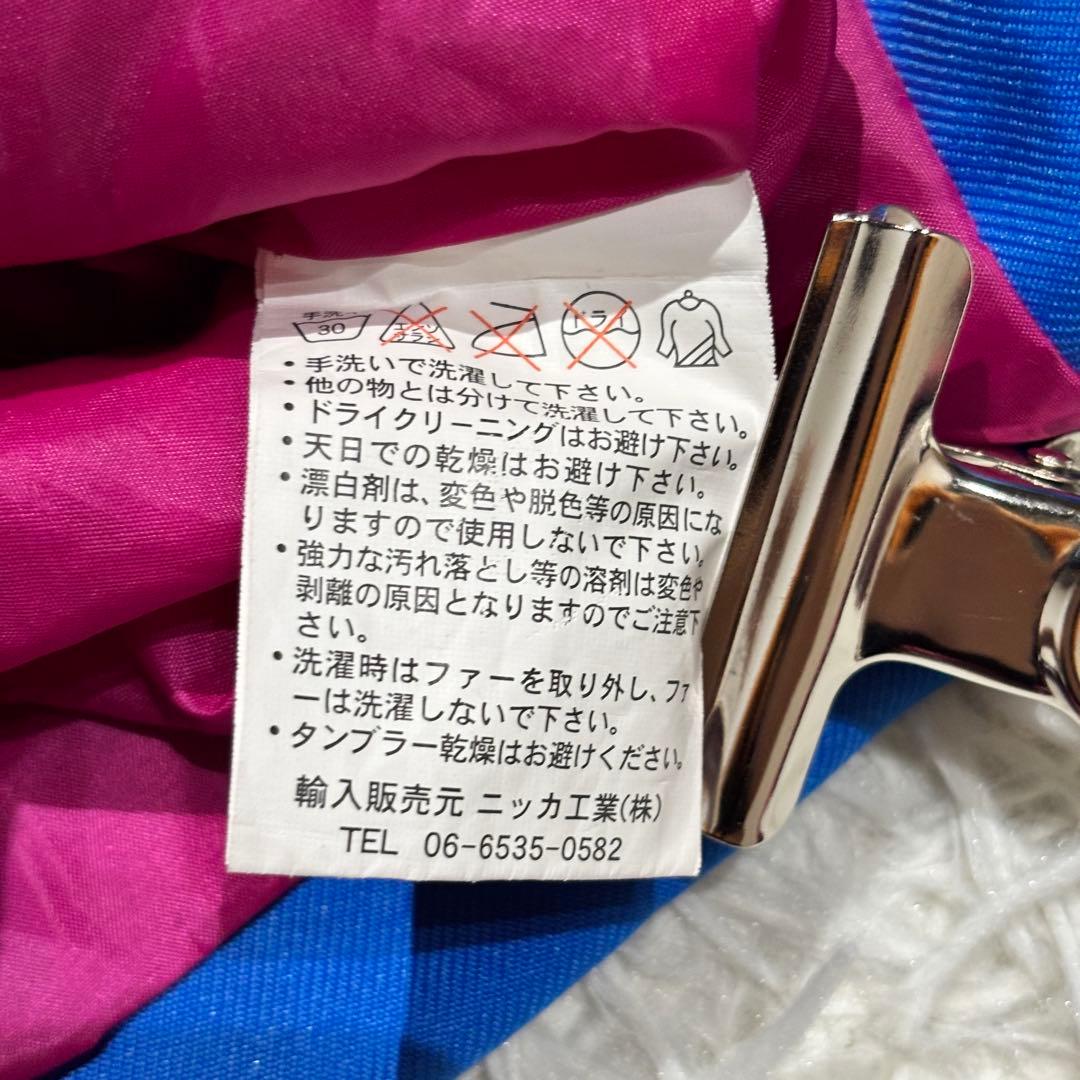 手洗い
30
エンソ
サラシ
ドライ
・手洗いで洗濯して下さい。
・他の物とは分けて洗濯して下さい。
・ドライクリーニングはお避け下さい。
・天日での乾燥はお避け下さい。
・漂白剤は、変色や脱色等の原因にな
りますので使用しないで下さい。
・強力な汚れ落とし等の溶剤は変色や
剥離の原因となりますのでご注意下
さい。
・洗濯時はファーを取り外し、ファ
ーは洗濯しないで下さい。
・タンブラー乾燥はお避けください。
輸入販売元 ニッカ工業(株)
TEL 06-6535-0582